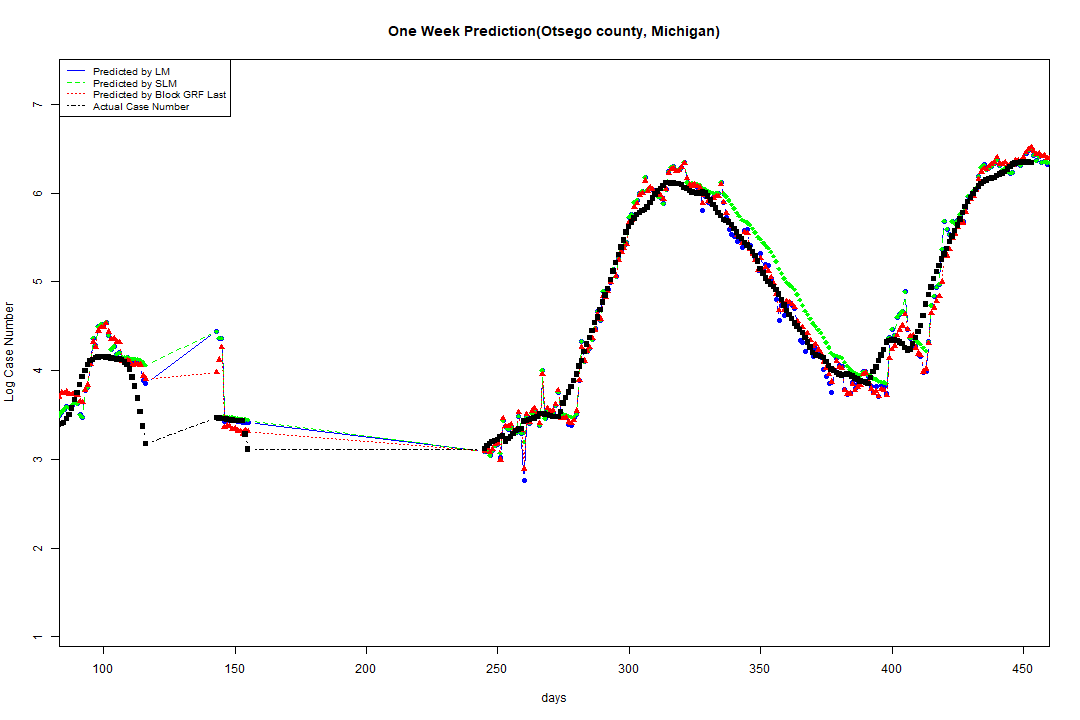 One Week Prediction(Otsego county, Michigan)
Predicted by LM
Predicted by SLM
Predicted by Block GRF Last
Actual Case Number
7
6
5
4
3
2
1
Log Case Number
100 150 200 250 300 350 400 450
days